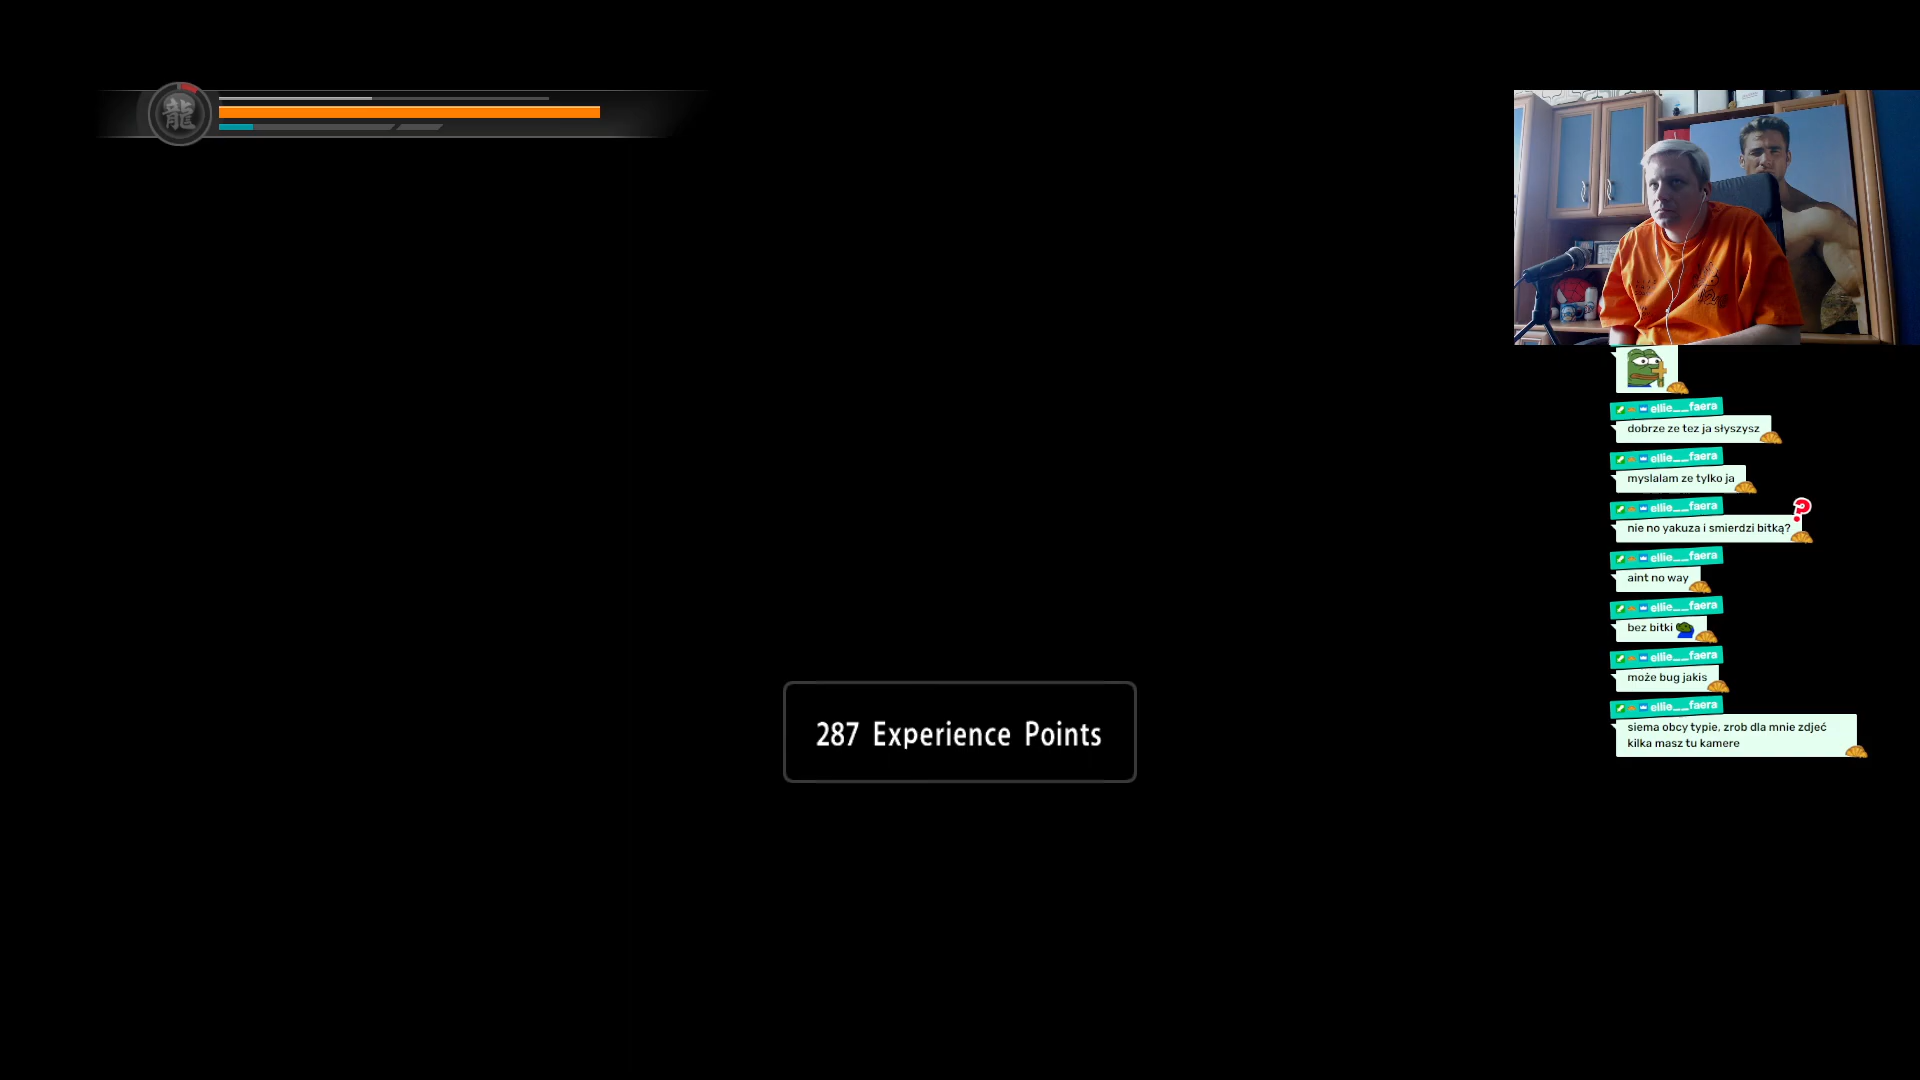 龍
287 Experience Points
ellie__faera
dobrze ze tez ja słyszysz
ellie__faera
myslalam ze tylko ja
ellie__faera
?
nie no yakuza i smierdzi bitką?
ellie__faera
aint no way
ellie__faera
bez bitki
ellie__faera
może bug jakis
ellie__faera
siema obcy typie, zrob dla mnie zdjeć
kilka masz tu kamere